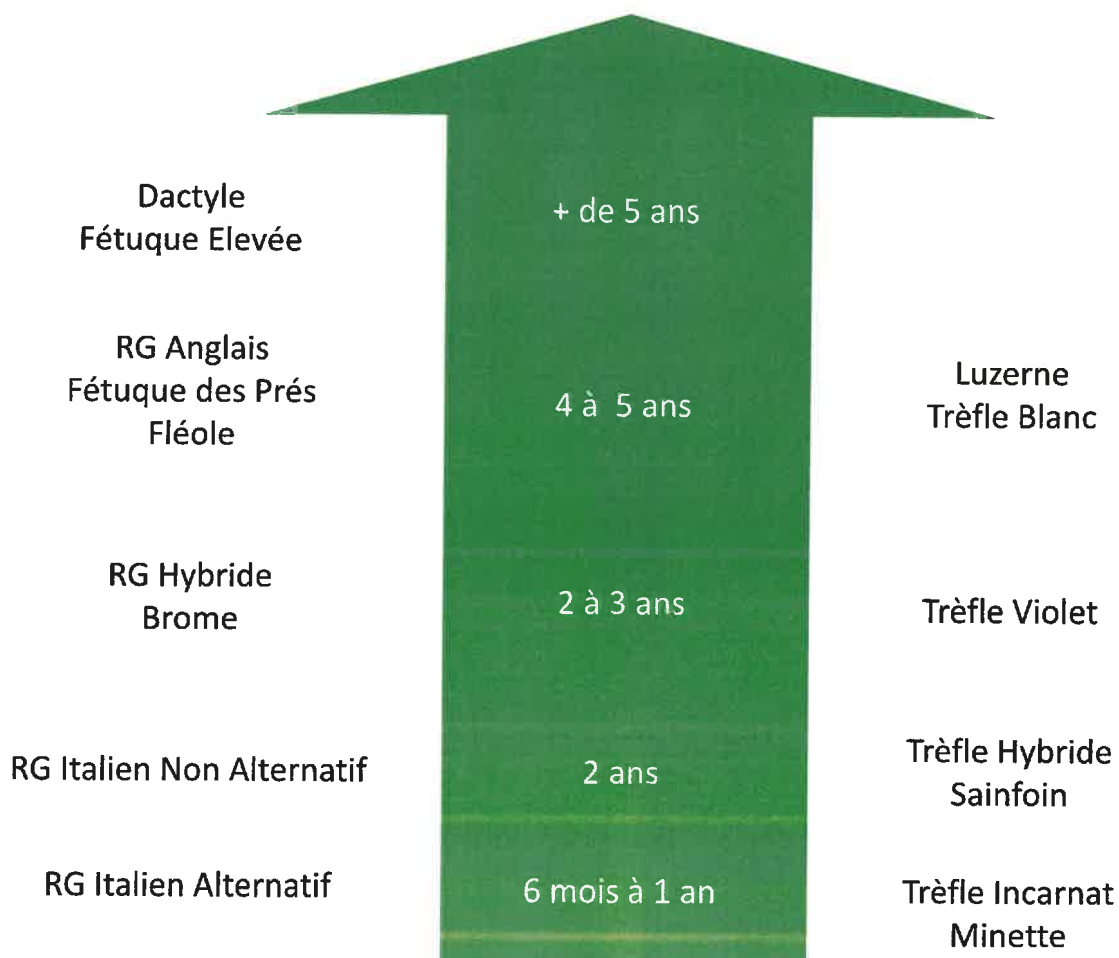 Dactyle
Fétuque Elevée
+ de 5 ans
RG Anglais
Fétuque des Prés
Fléole
4 à 5 ans
Luzerne
Trèfle Blanc
RG Hybride
Brome
2 à 3 ans
Trèfle Violet
RG Italien Non Alternatif
2 ans
Trèfle Hybride
Sainfoin
RG Italien Alternatif
6 mois à 1 an
Trèfle Incarnat
Minette